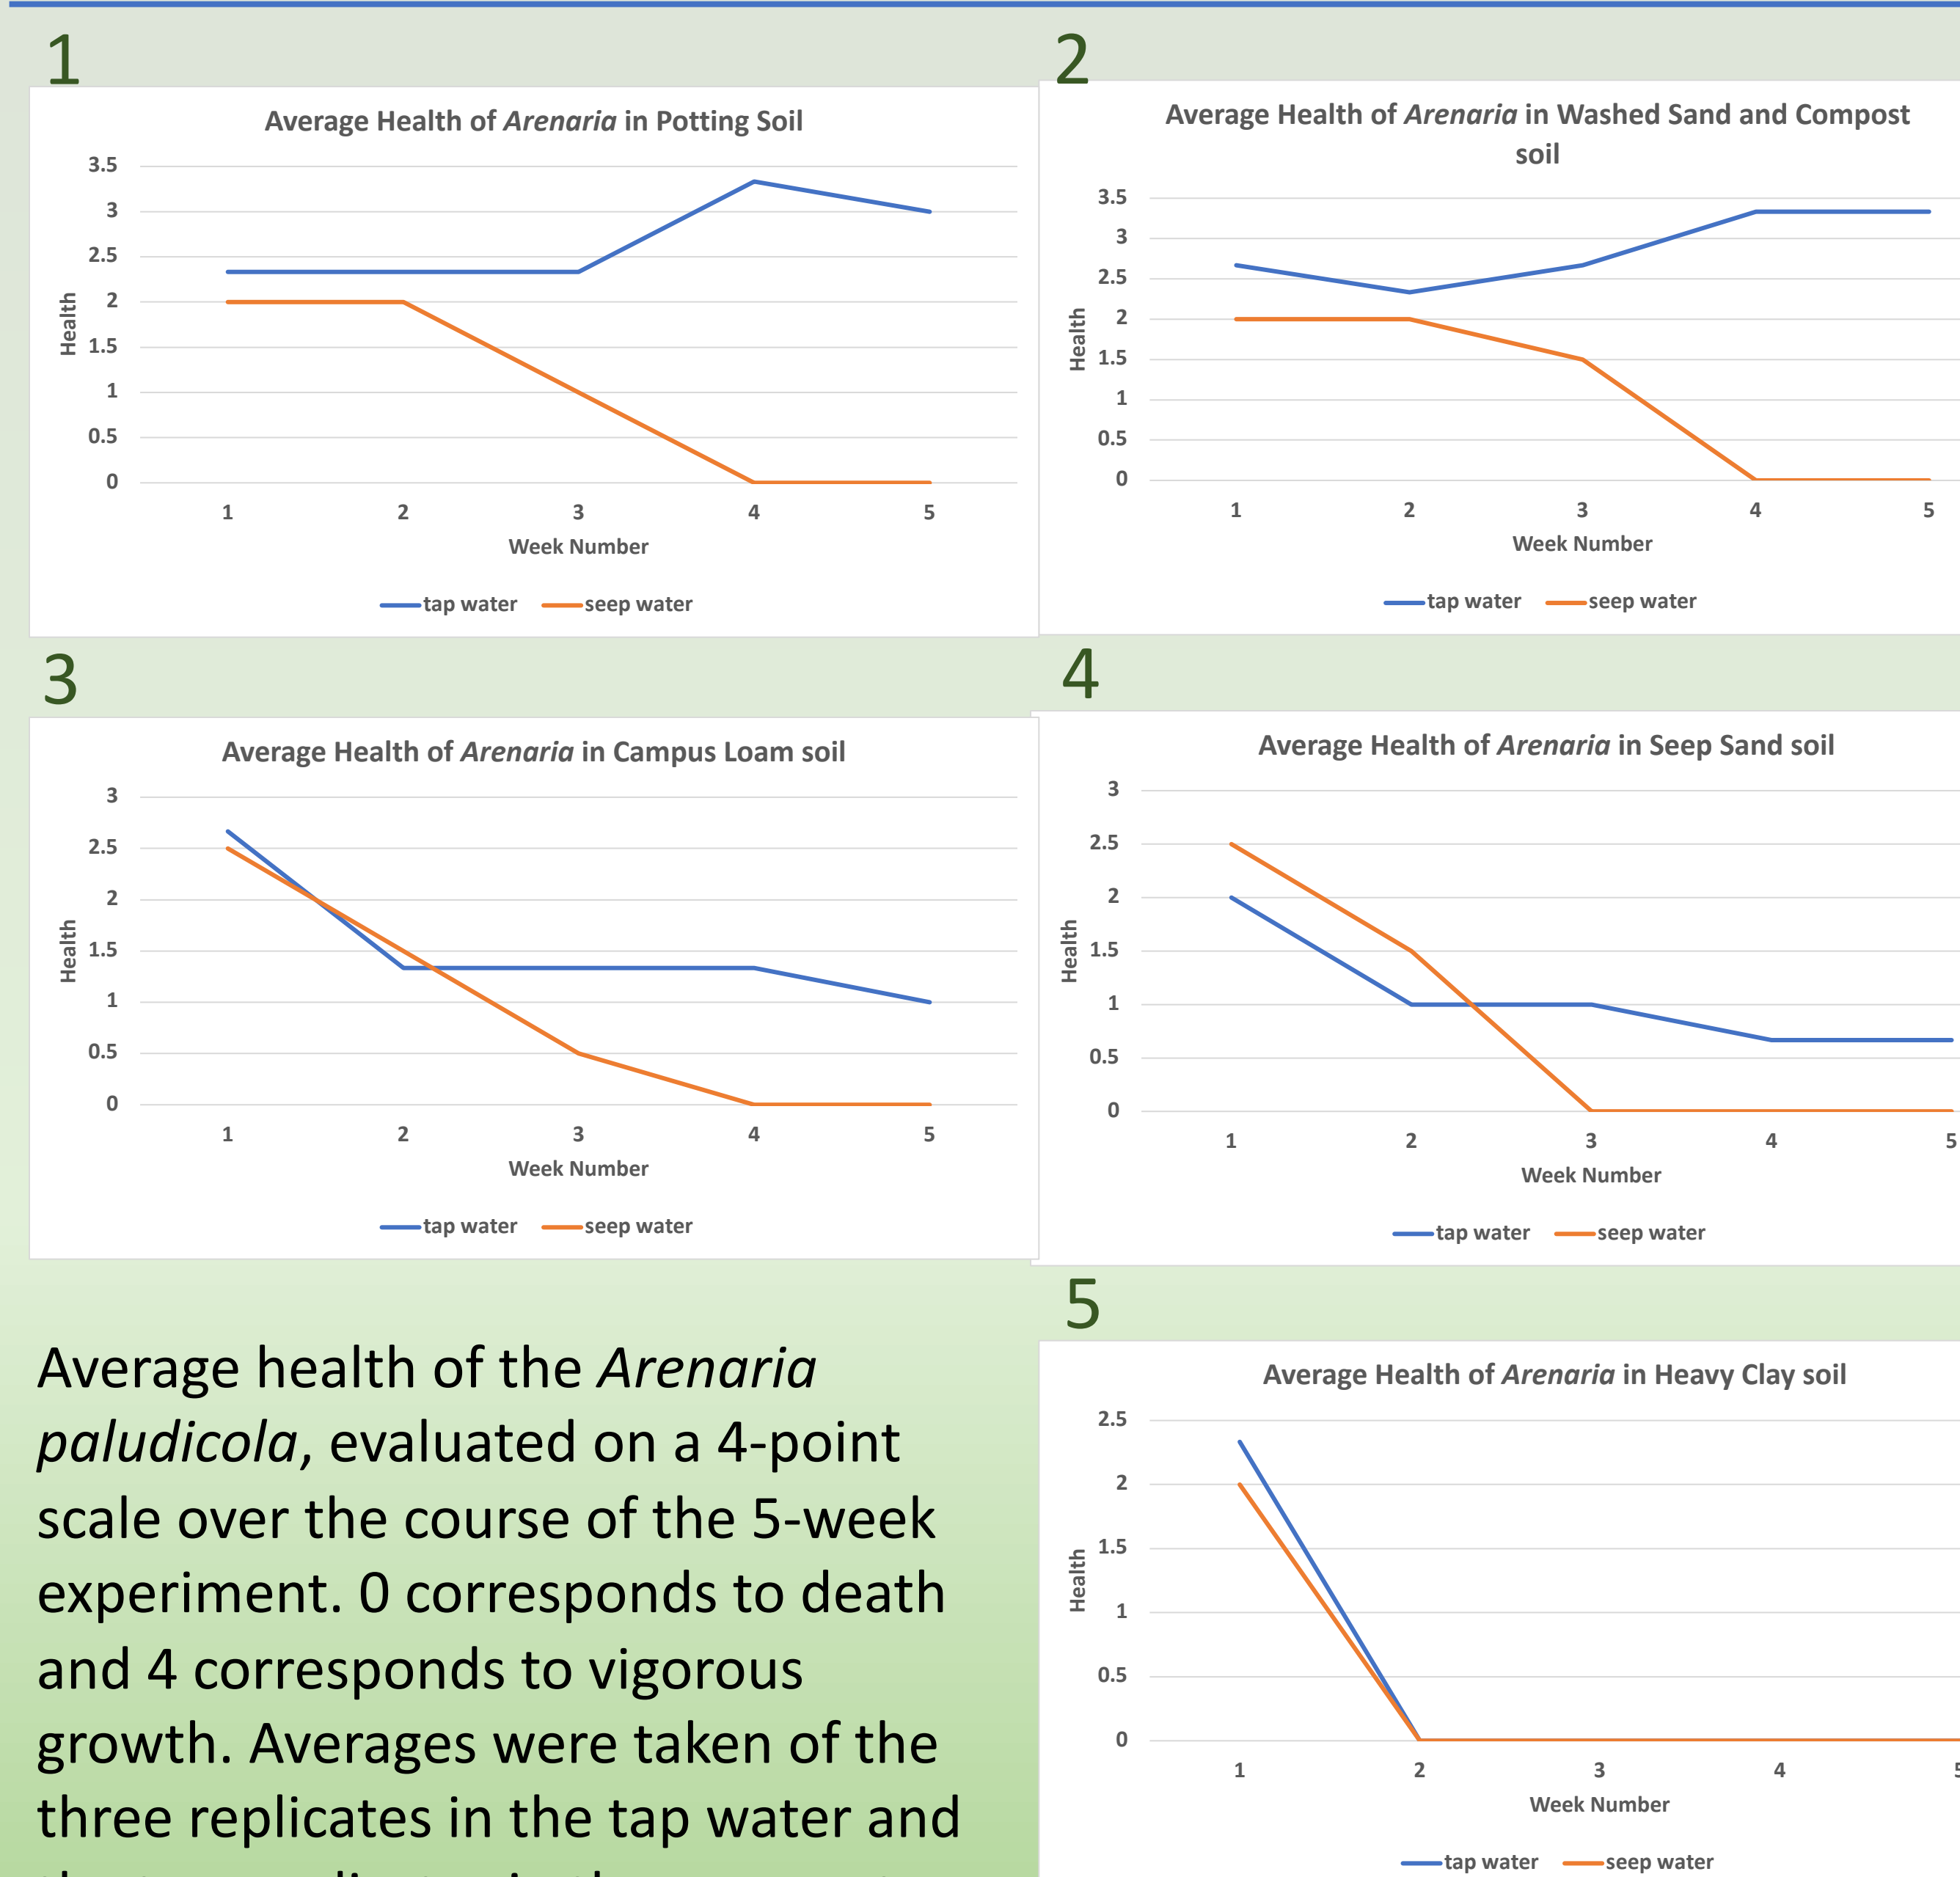 1
Average Health of Arenaria in Potting Soil
3.5
3
2.5
2
1.5
1
0.5
0
Health
1 2 3 4 5
Week Number
tap water seep water
2
Average Health of Arenaria in Washed Sand and Compost
soil
3.5
3
2.5
2
1.5
1
0.5
0
Health
1 2 3 4 5
Week Number
tap water seep water
3
Average Health of Arenaria in Campus Loam soil
3
2.5
2
1.5
1
0.5
0
Health
1 2 3 4 5
Week Number
tap water seep water
4
Average Health of Arenaria in Seep Sand soil
3
2.5
2
1.5
1
0.5
0
Health
1 2 3 4 5
Week Number
tap water seep water
Average health of the Arenaria
paludicola, evaluated on a 4-point
scale over the course of the 5-week
experiment. 0 corresponds to death
and 4 corresponds to vigorous
growth. Averages were taken of the
three replicates in the tap water and
5
Average Health of Arenaria in Heavy Clay soil
2.5
2
1.5
1
0.5
0
Health
1 2 3 4 5
Week Number
tap water seep water